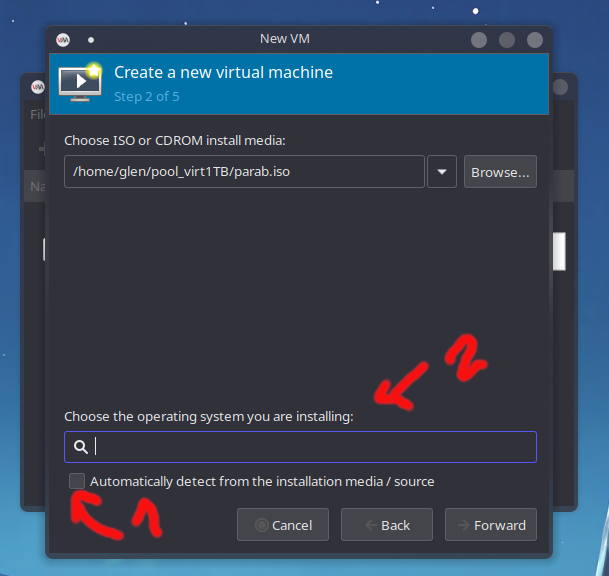 New VM
Create a new virtual machine
Step 2 of 5
Fil
Na
Choose ISO or CDROM install media:
/home/glen/pool_virt1TB/parab.iso
Browse...
2
Choose the operating system you are installing:
Automatically detect from the installation media / source
1
Cancel
Back
Forward